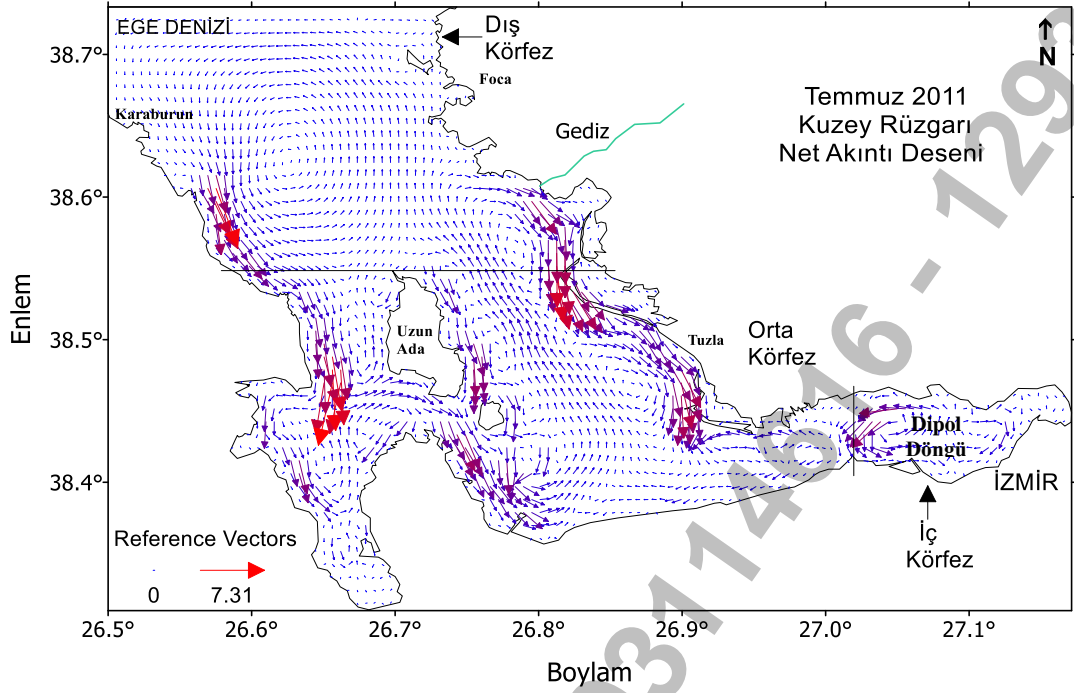 EGE DENİZİ
Dış
Körfez
N
38.7°
Foca
Karaburun
Temmuz 2011
Kuzey Rüzgarı
Net Akıntı Deseni
Gediz
38.6°
Enlem
38.5°
Uzun
Ada
Tuzla
Orta
Körfez
Dipol
Döngü
38.4°
İZMİR
Reference Vectors
0
7.31
İç
Körfez
26.5°
26.6°
26.7°
26.8°
26.9°
27.0°
27.1°
Boylam